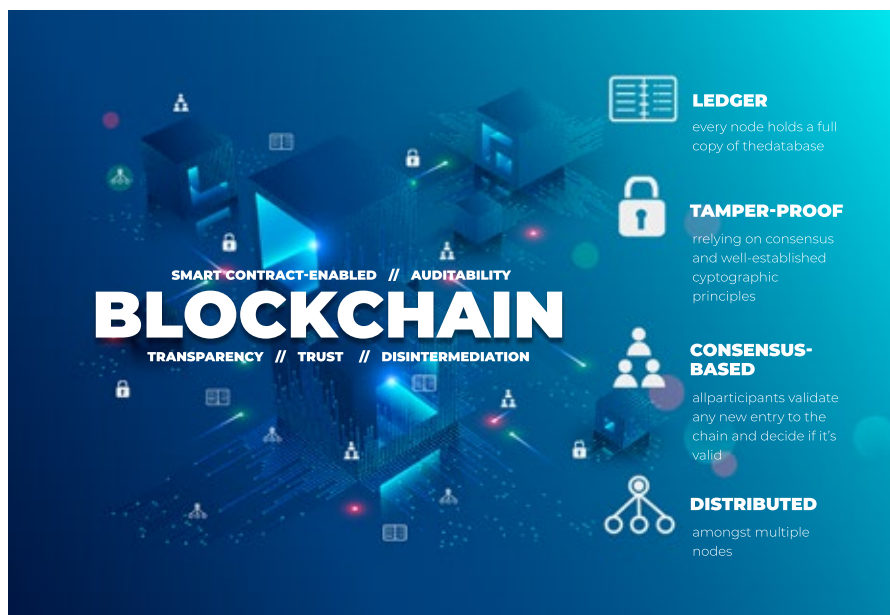 SMART CONTRACT-ENABLED // AUDITABILITY
BLOCKCHAIN
TRANSPARENCY // TRUST // DISINTERMEDIATION
LEDGER
every node holds a full
copy of thedatabase
TAMPER-PROOF
rrelying on consensus
and well-established
cyptographic
principles
CONSENSUS-
BASED
allparticipants validate
any new entry to the
chain and decide if it's
valid
DISTRIBUTED
amongst multiple
nodes